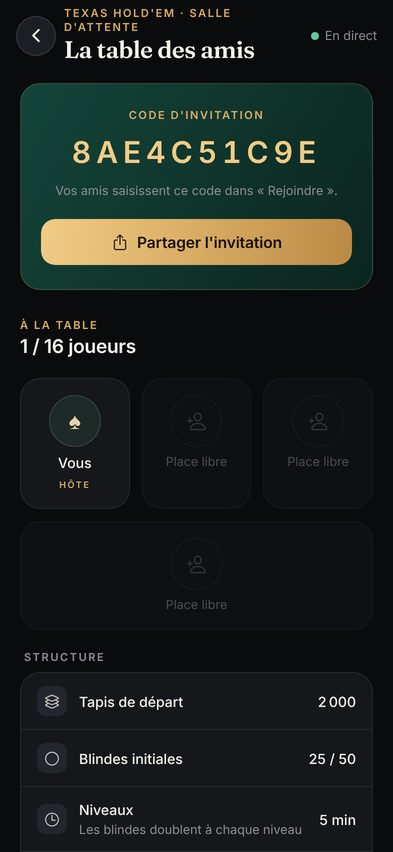 TEXAS HOLD'EM · SALLE
D'ATTENTE
La table des amis
En direct
CODE D'INVITATION
8AE4C51C9E
Vos amis saisissent ce code dans « Rejoindre ».
Partager l'invitation
À LA TABLE
1 / 16 joueurs
Vous
HÔTE
Place libre
Place libre
Place libre
STRUCTURE
Tapis de départ
2 000
Blindes initiales
25 / 50
Niveaux
Les blindes doublent à chaque niveau
5 min